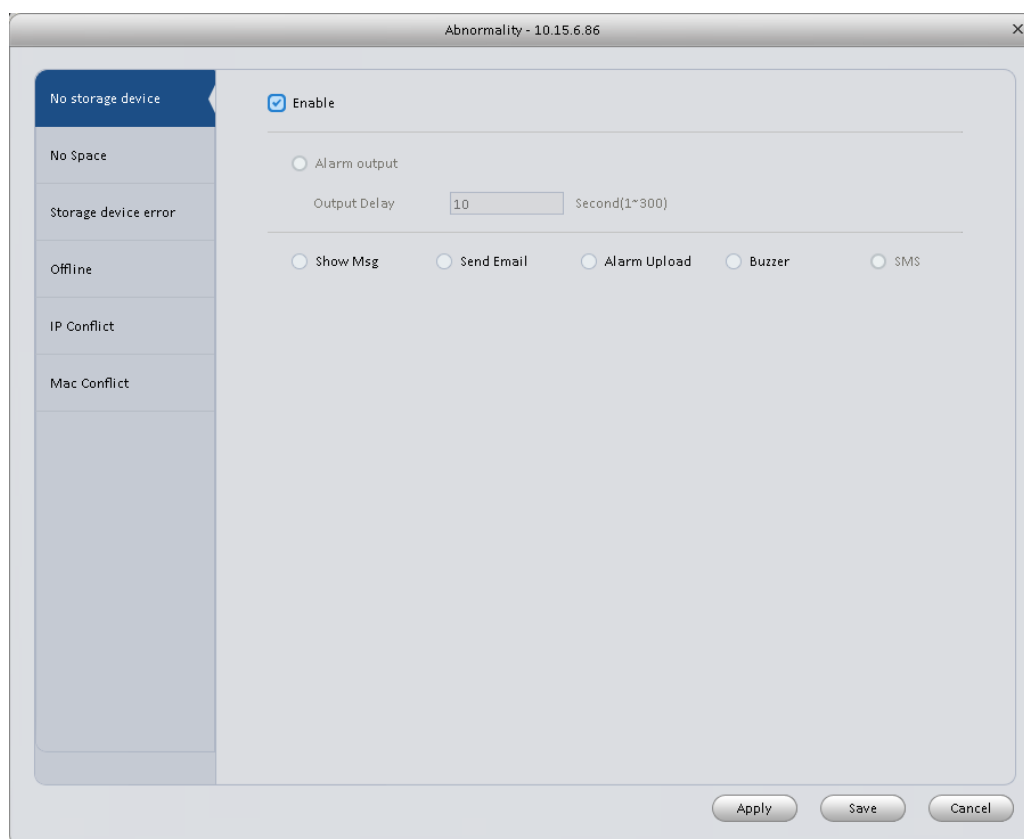 Abnormality - 10.15.6.86
No storage device
No Space
Storage device error
Offline
IP Conflict
Mac Conflict
Enable
Alarm output
Output Delay 10 Second(1~300)
Show Msg Send Email Alarm Upload Buzzer SMS
Apply Save Cancel